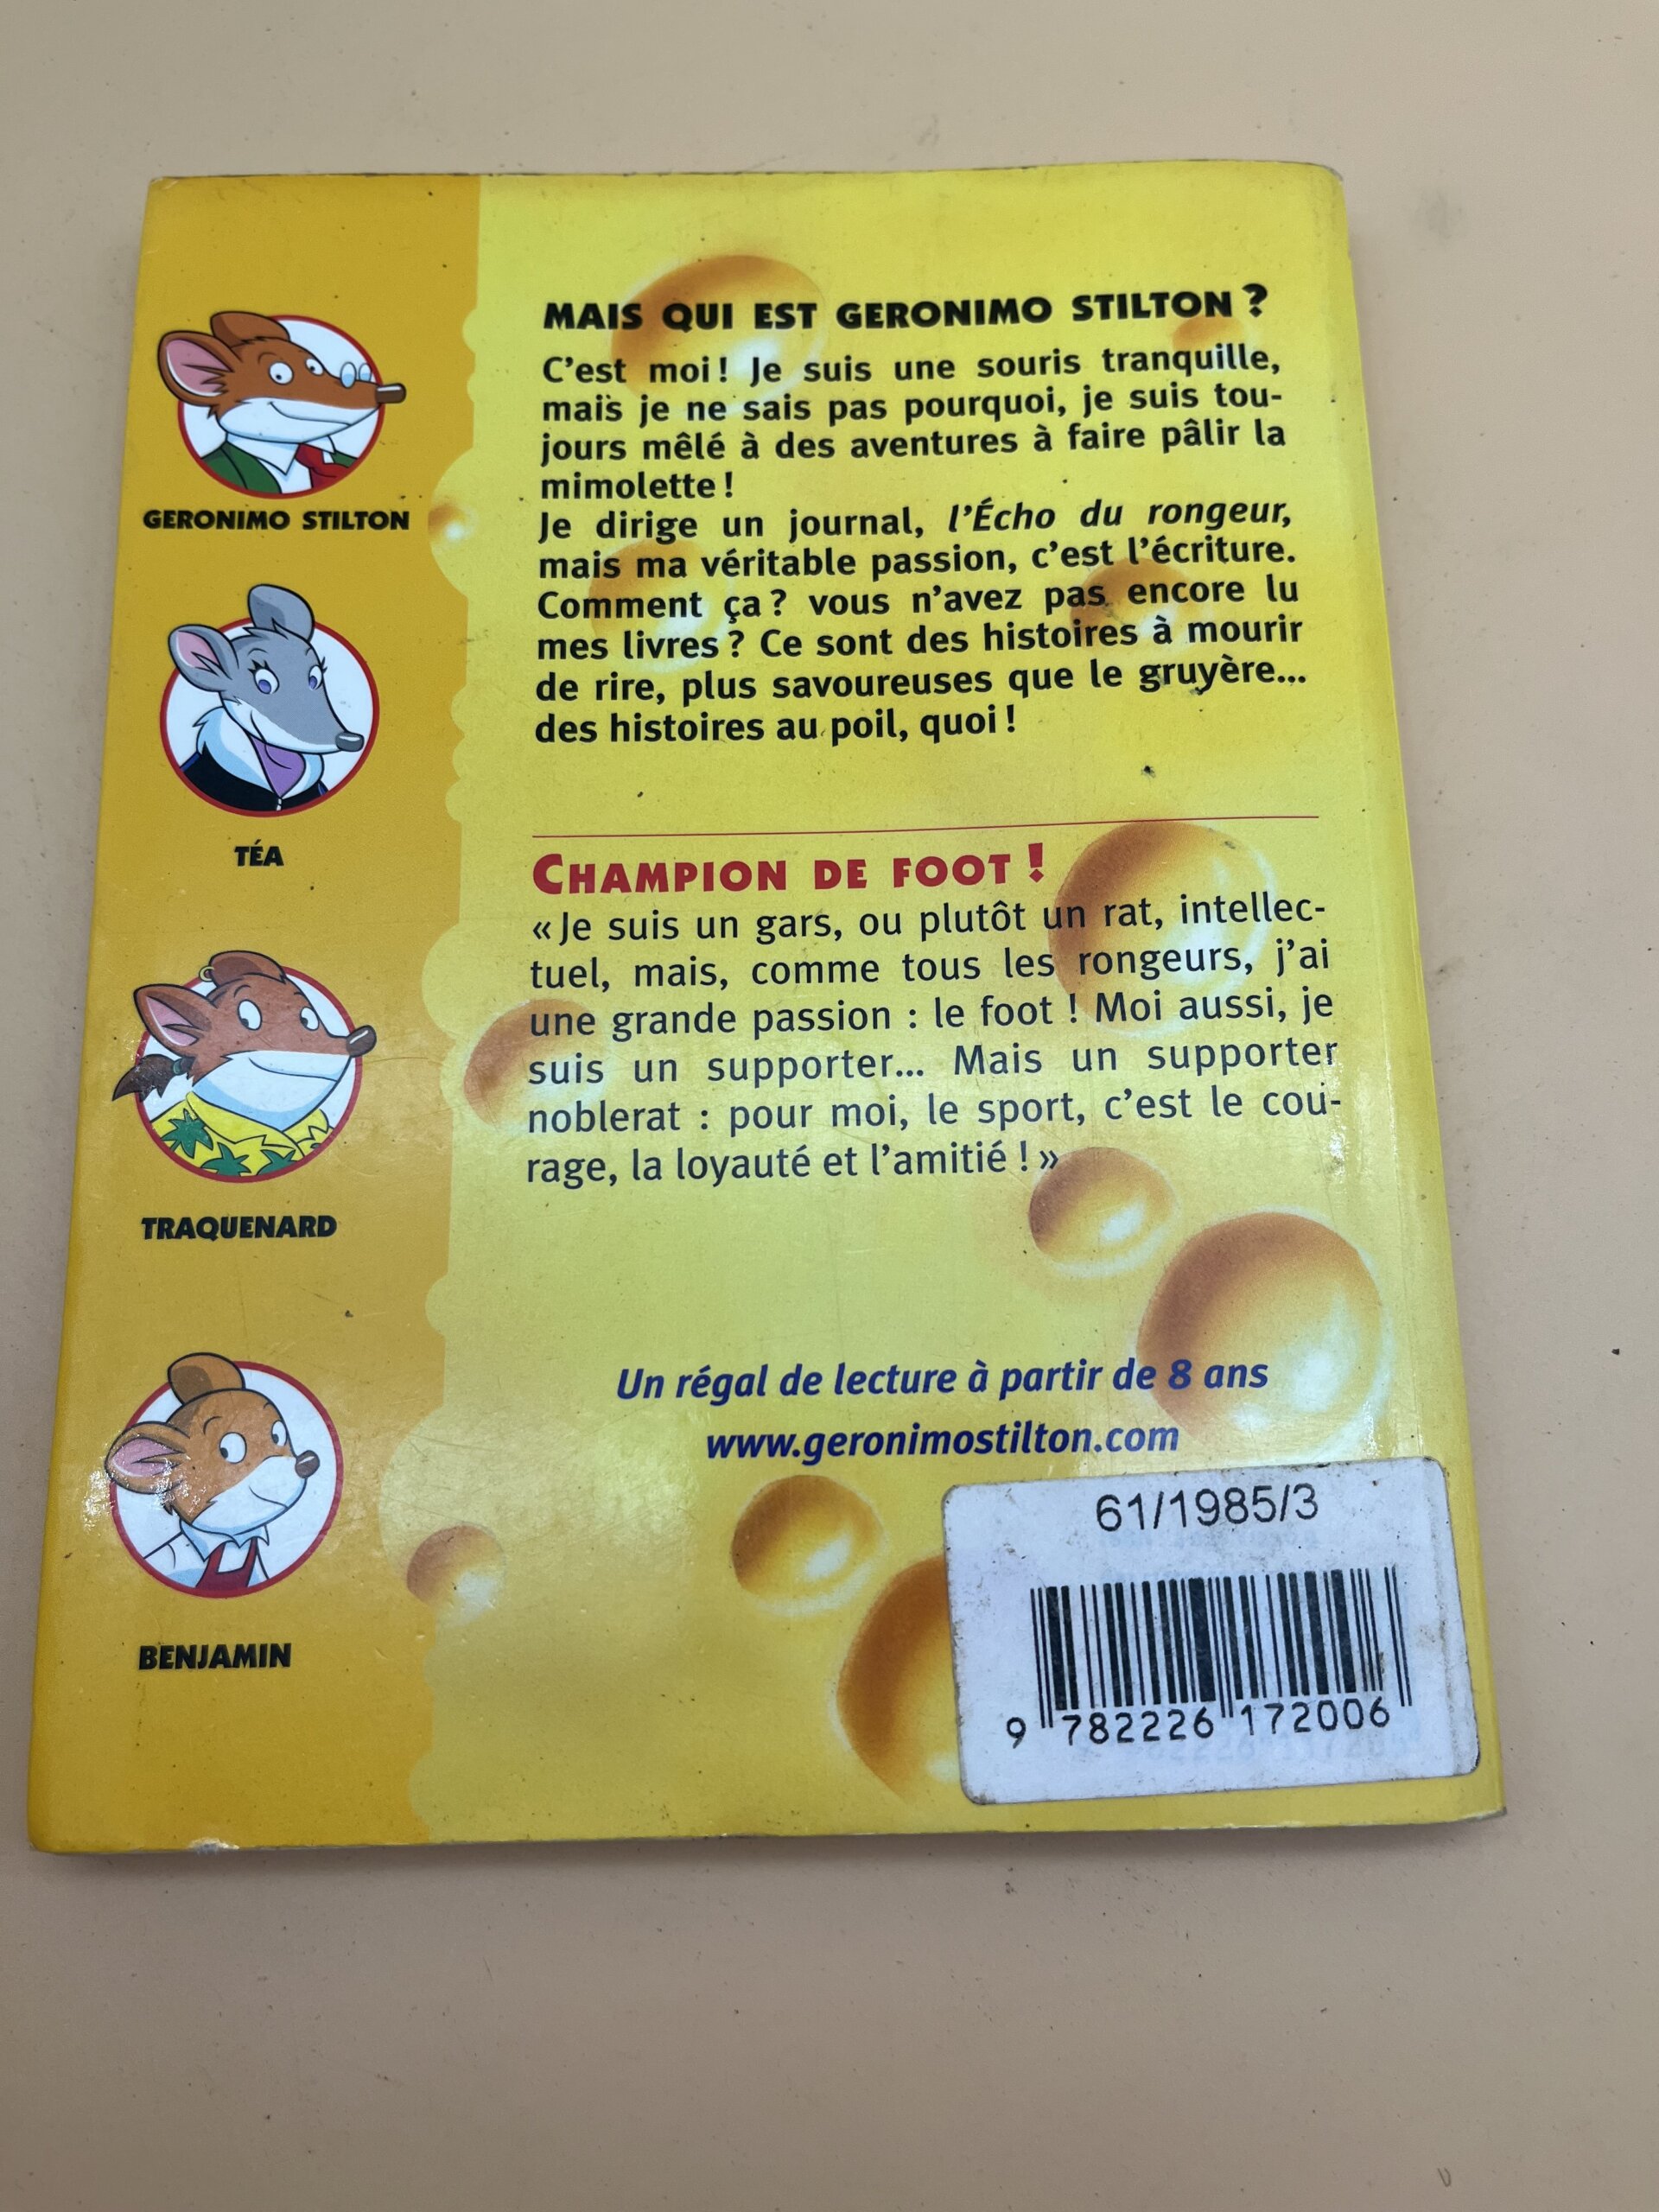 GERONIMO STILTON
TÉA
TRAQUENARD
BENJAMIN
MAIS QUI EST GERONIMO STILTON ?
C'est moi ! Je suis une souris tranquille,
mais je ne sais pas pourquoi, je suis tou-
jours mêlé à des aventures à faire pâlir la
mimolette !
Je dirige un journal, l'Écho du rongeur,
mais ma véritable passion, c'est l'écriture.
Comment ça ? vous n'avez pas encore lu
mes livres ? Ce sont des histoires à mourir
de rire, plus savoureuses que le gruyère...
des histoires au poil, quoi !
CHAMPION DE FOOT !
« Je suis un gars, ou plutôt un rat, intellec-
tuel, mais, comme tous les rongeurs, j'ai
une grande passion : le foot ! Moi aussi, je
suis un supporter... Mais un supporter
noblerat : pour moi, le sport, c'est le cou-
rage, la loyauté et l'amitié ! »
Un régal de lecture à partir de 8 ans
www.geronimostilton.com
61/1985/3
9 782226 172006